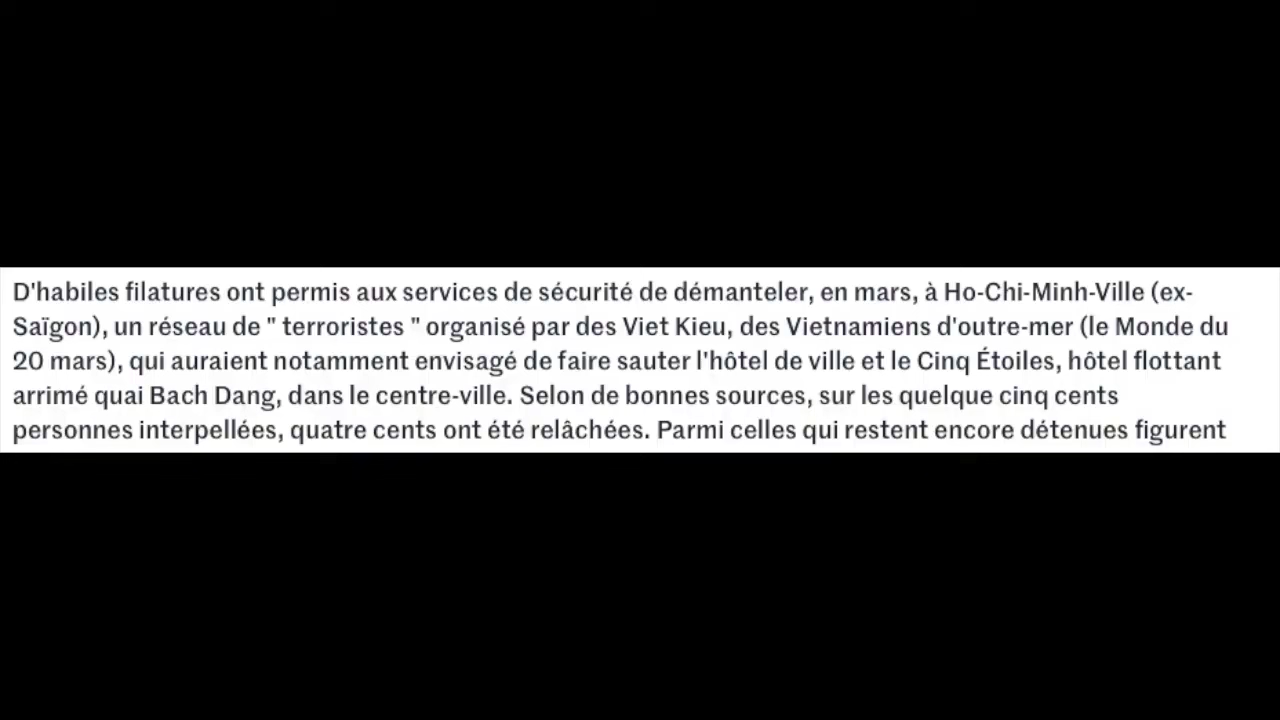 D'habiles filatures ont permis aux services de sécurité de démanteler, en mars, à Ho-Chi-Minh-Ville (ex-
Saïgon), un réseau de " terroristes " organisé par des Viet Kieu, des Vietnamiens d'outre-mer (le Monde du
20 mars), qui auraient notamment envisagé de faire sauter l'hôtel de ville et le Cinq Étoiles, hôtel flottant
arrimé quai Bach Dang, dans le centre-ville. Selon de bonnes sources, sur les quelque cinq cents
personnes interpellées, quatre cents ont été relâchées. Parmi celles qui restent encore détenues figurent